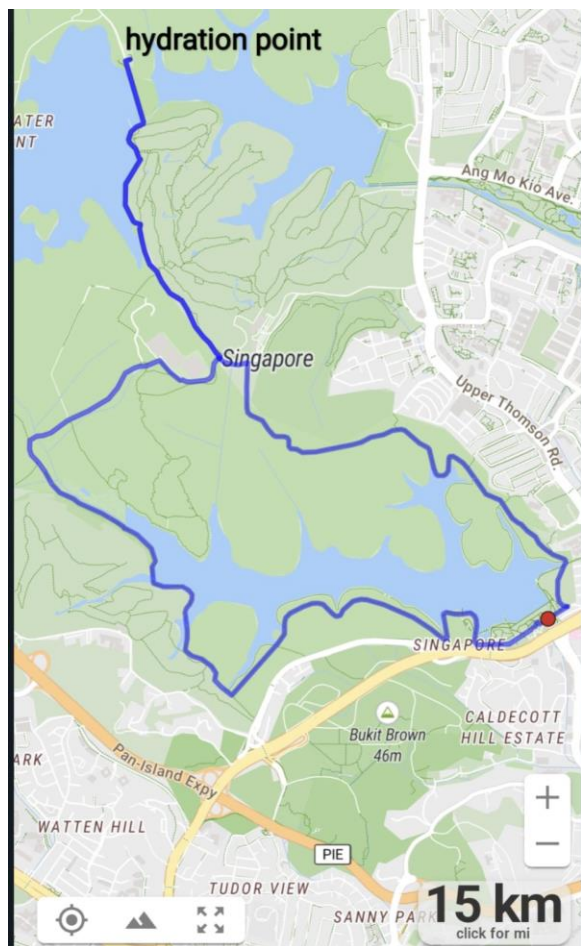 hydration point
ATER
NT
Ang Mo Kio Ave.
Singapore
Upper Thomson Rd.
SINGAPORE
Bukit Brown
46m
CALDECOTT
HILL ESTATE
Pan-Island Expy
ARK
WATTEN HILL
PIE
TUDOR VIEW
SANNY PARK
+
−
15 km
click for mi